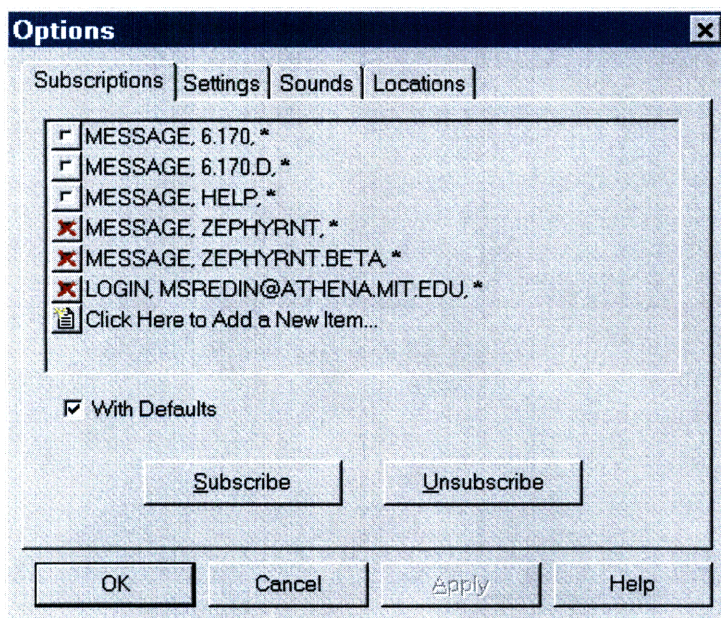 Options
Subscriptions Settings Sounds Locations
MESSAGE, 6.170, *
MESSAGE, 6.170.D, *
MESSAGE, HELP, *
MESSAGE, ZEPHYRNT, *
MESSAGE, ZEPHYRNT.BETA, *
LOGIN, MSREDIN@ATHENA.MIT.EDU, *
Click Here to Add a New Item...
With Defaults
Subscribe Unsubscribe
OK Cancel Apply Help